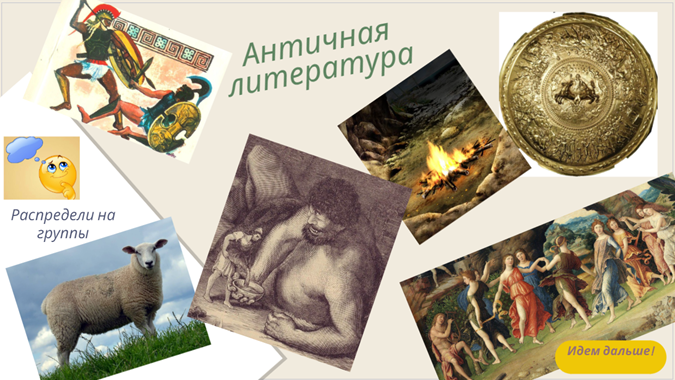 Античная
литература
Распредели на
группы
Идем дальше!